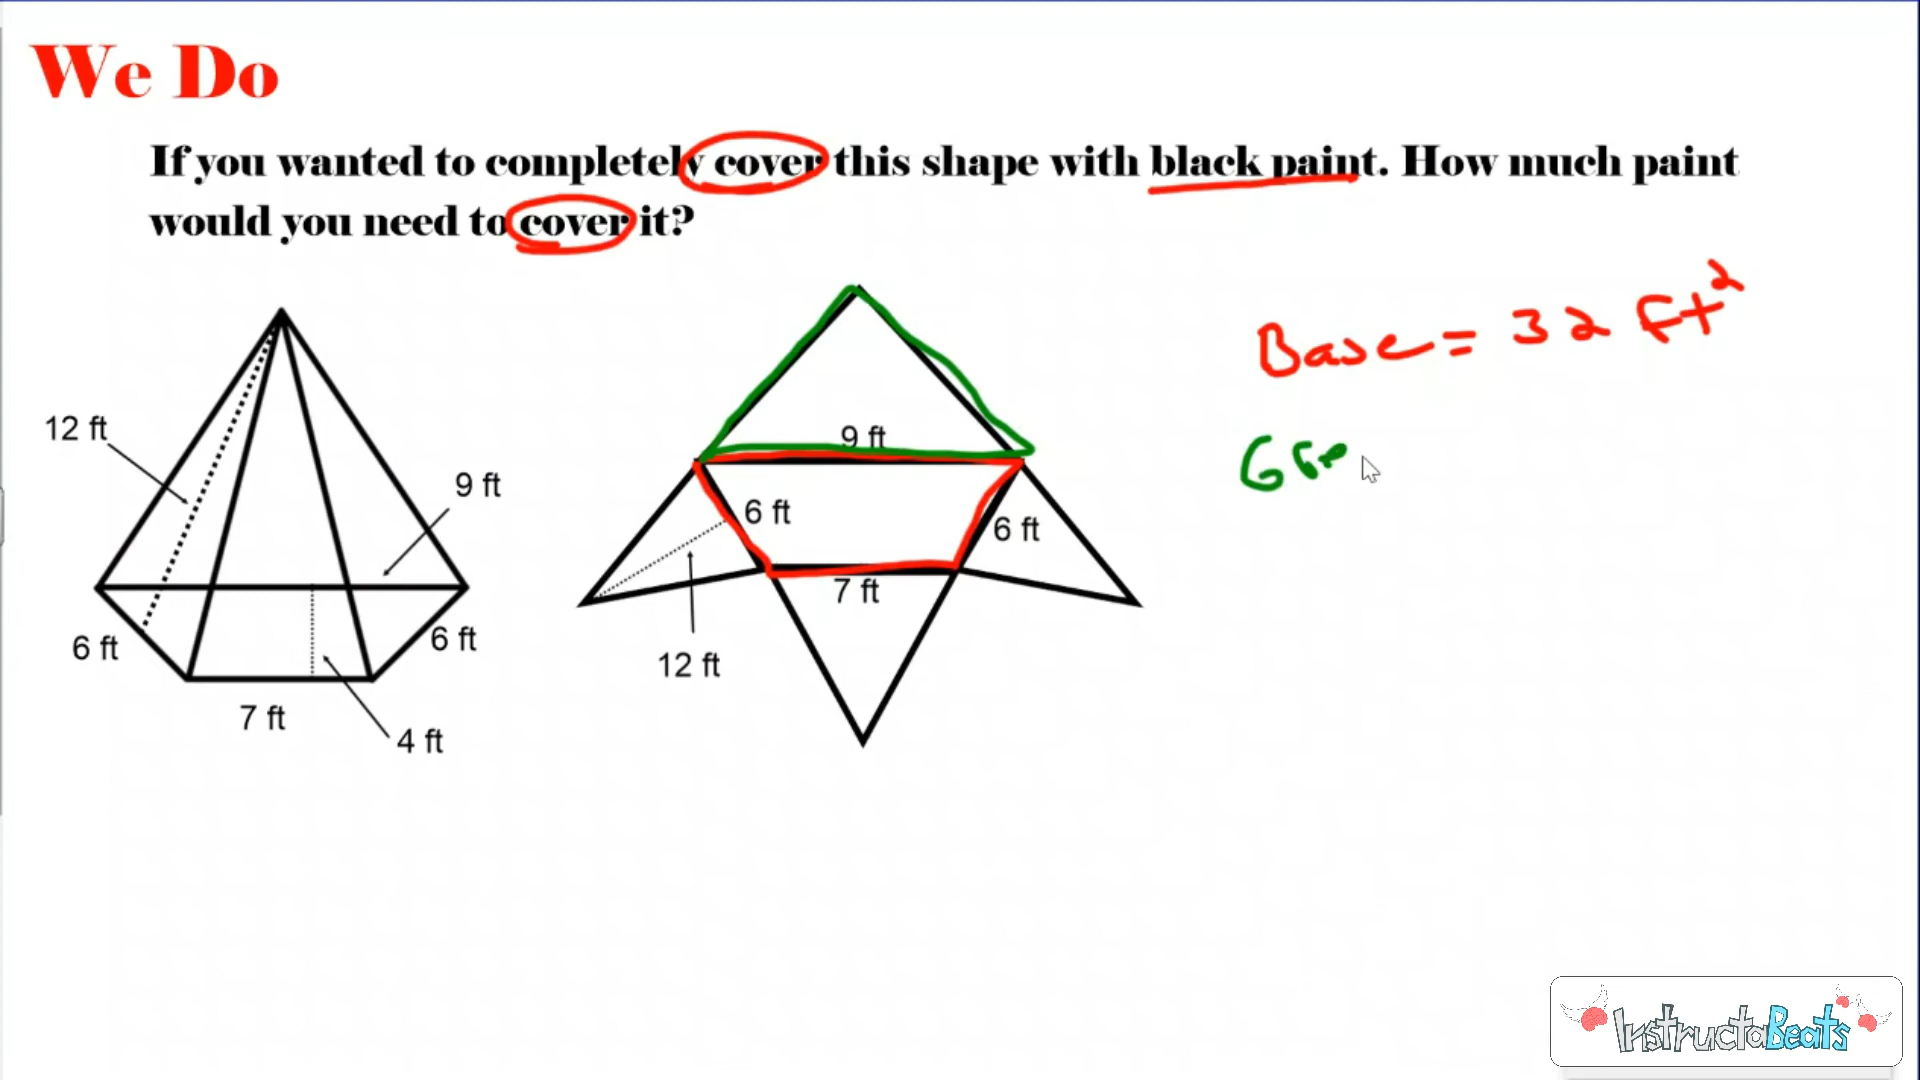 We Do
If you wanted to completely cover this shape with black paint. How much paint
would you need to cover it?
Base = 32 ft²
12 ft
9 ft
9 ft
Gre
6 ft
6 ft
6 ft
6 ft
7 ft
12 ft
7 ft
4 ft
InstructaBeats